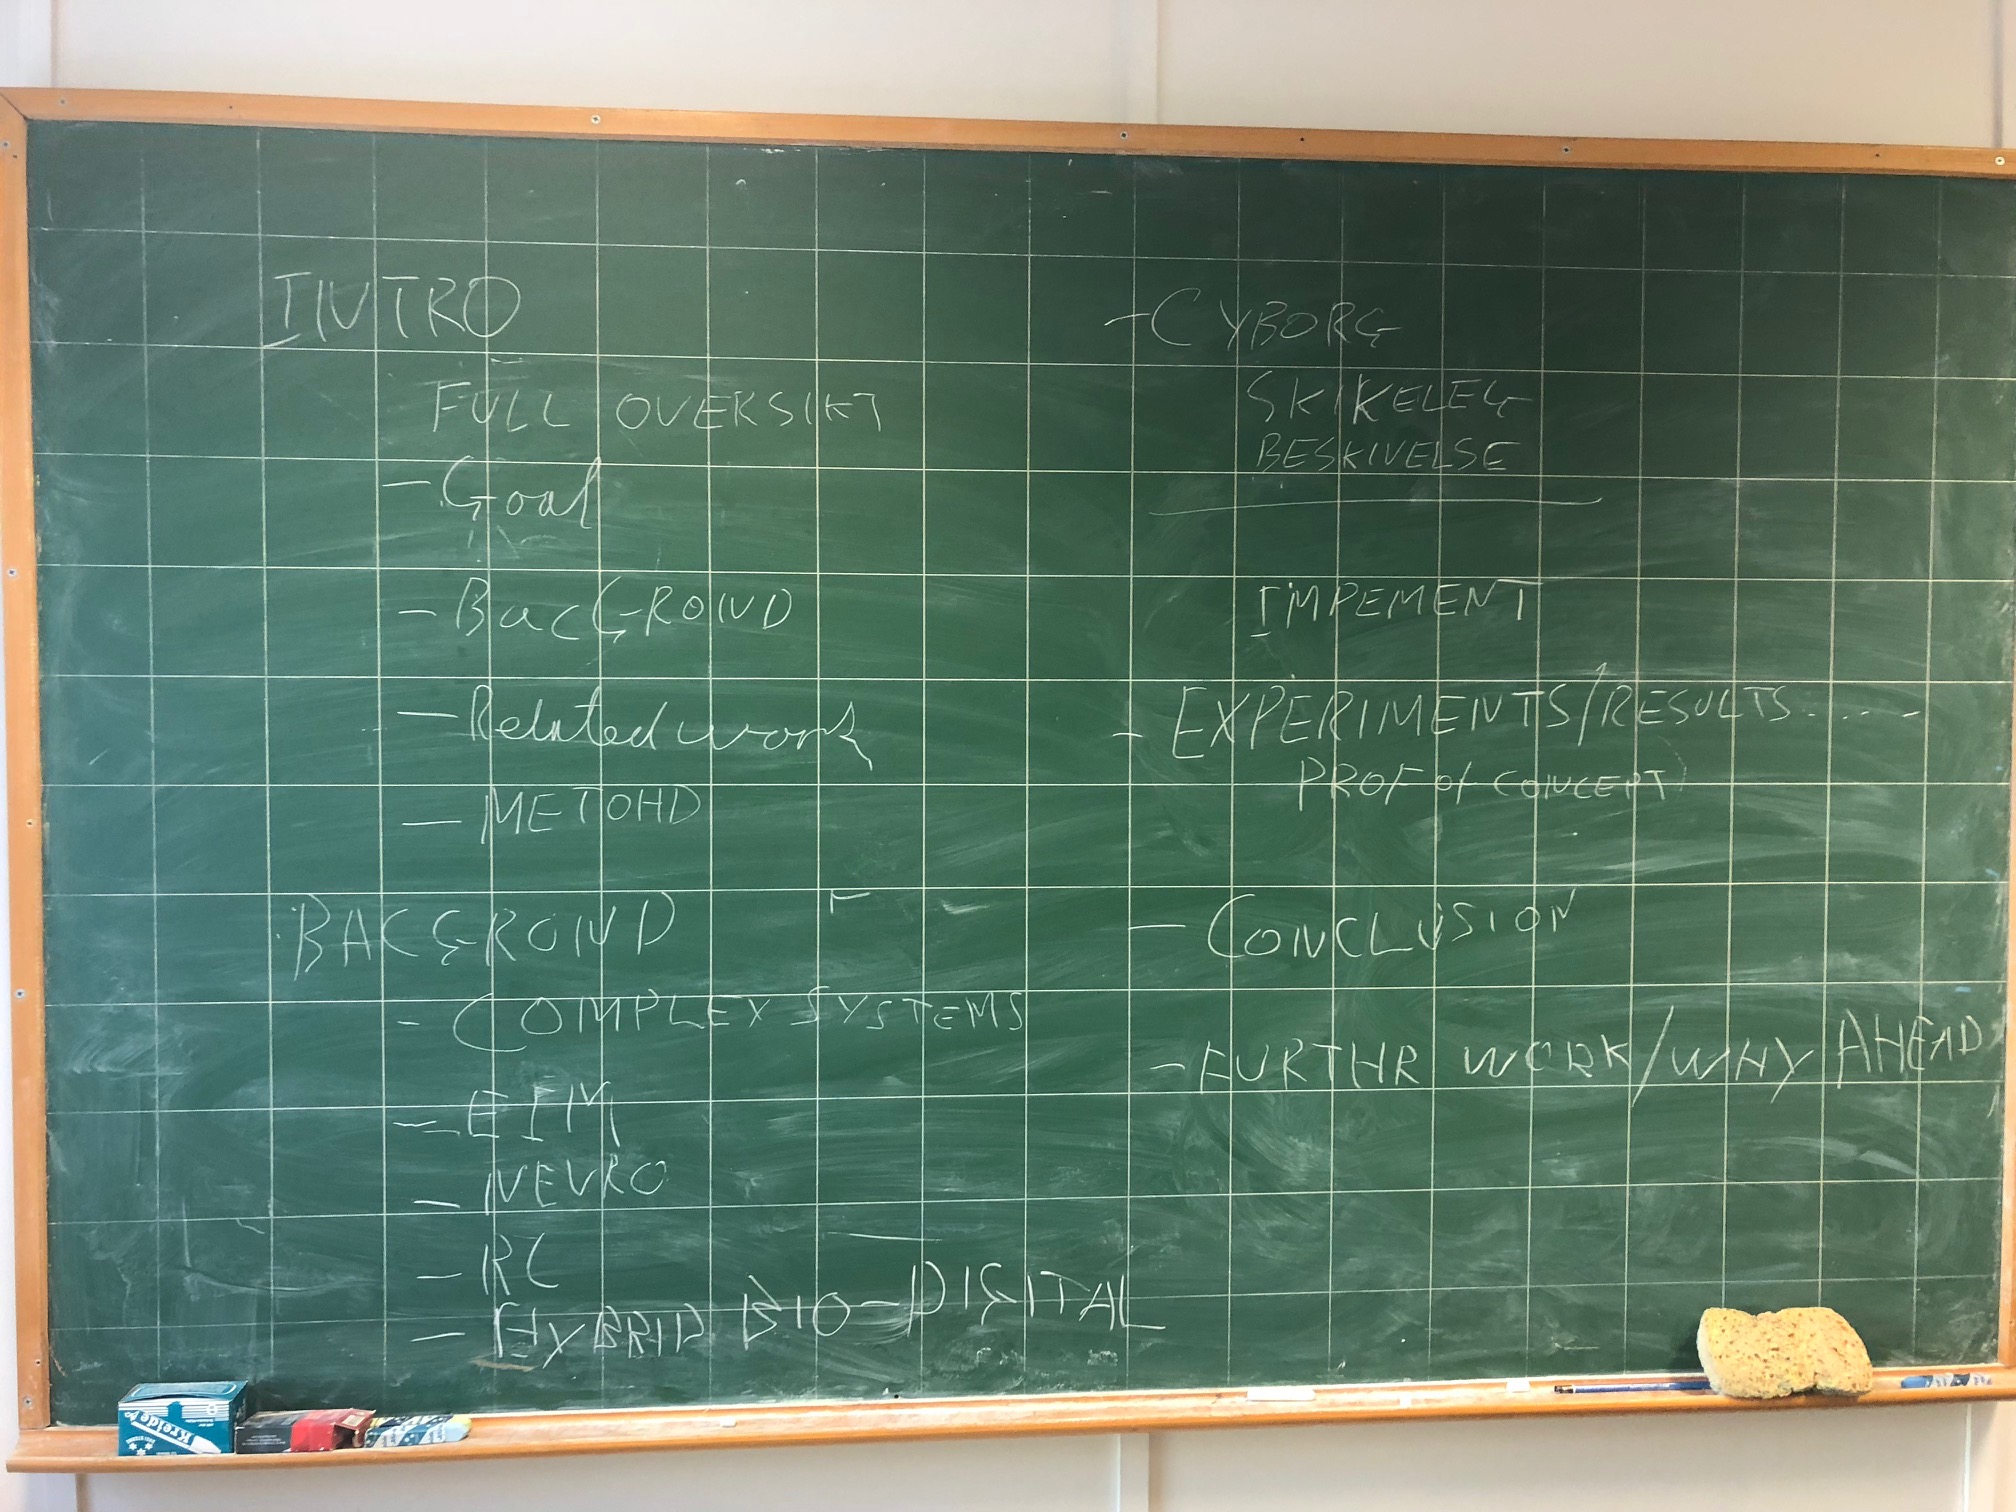 INTRO
FULL OVERSIKT
- Goal
- BacGROUND
- Related work
- METOHD
BACGROUND
- COMPLEX SYSTEMS
- EIM
- NEVRO
- RC
- HYBRID BIO-DIGITAL
- CYBORG
SKIKELEG
BESKIVELSE
IMPEMENT
- EXPERIMENTS/RESULTS.....
PROF of CONCEPT
- CONCLUSION
- FURTHR WORK/WHY AHEAD
Kreide